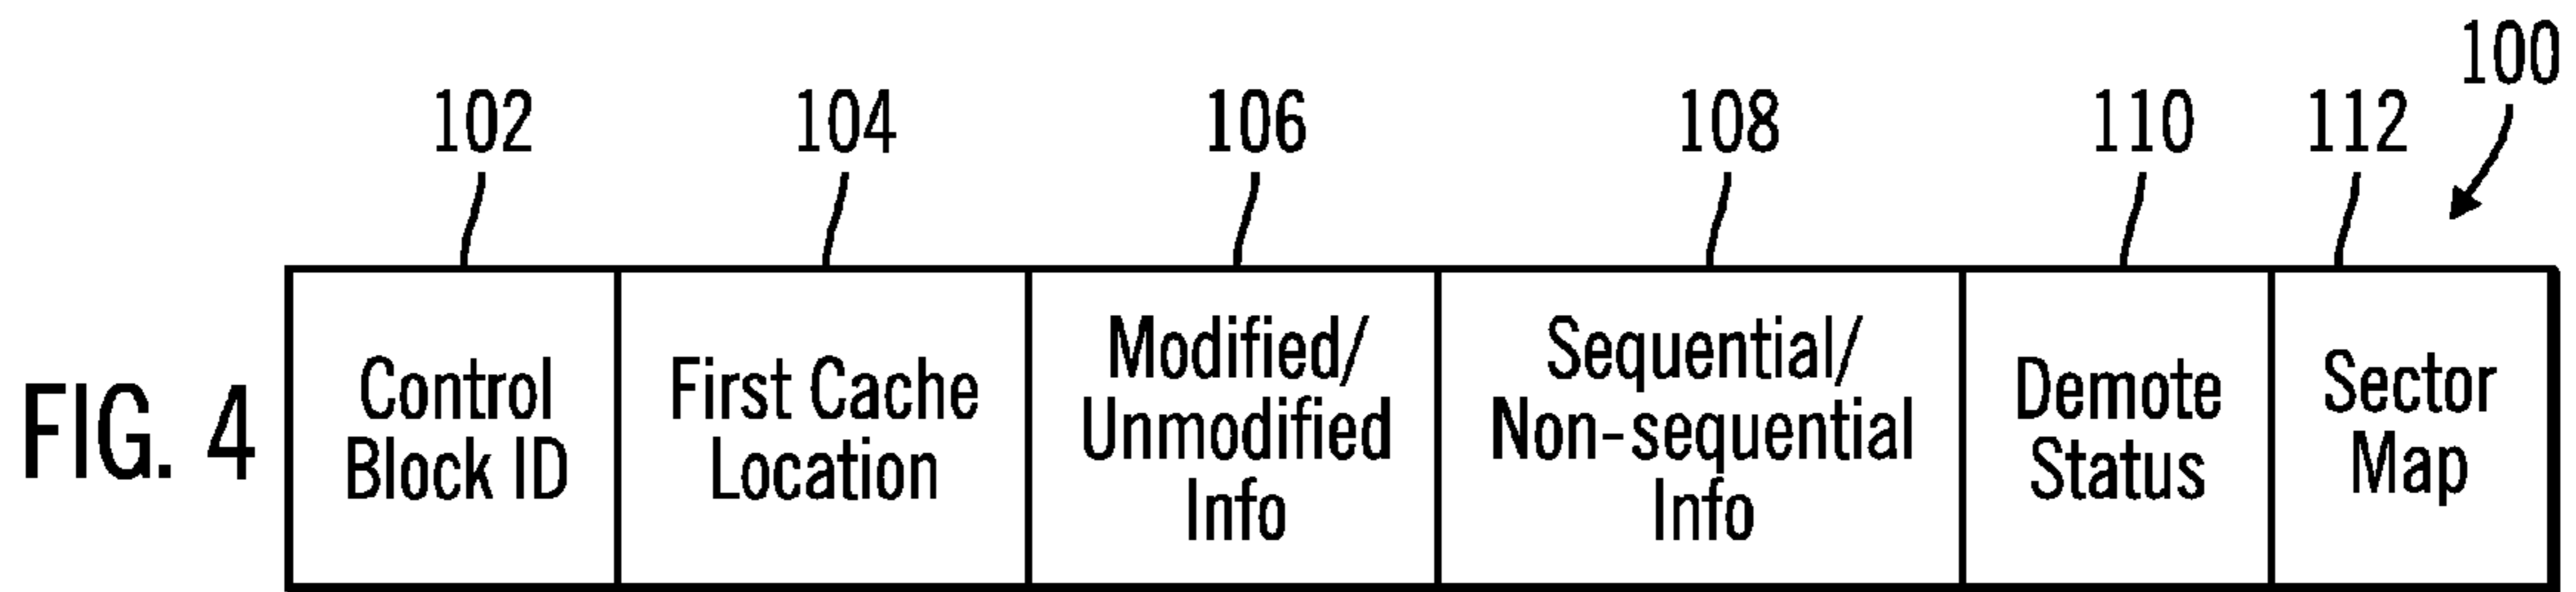 100
102 104 106 108 110 112
FIG. 4
Control
Block ID
First Cache
Location
Modified/
Unmodified
Info
Sequential/
Non-sequential
Info
Demote
Status
Sector
Map